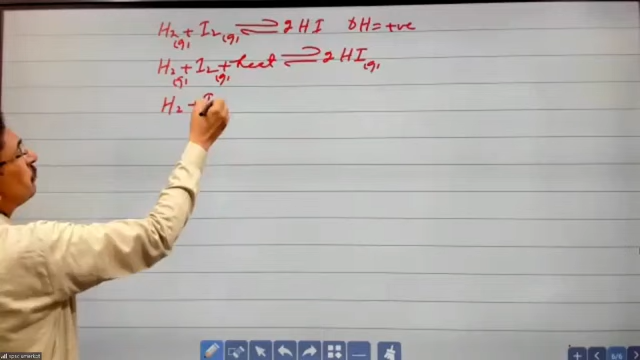 H₂(g) + I₂(g) ⇌ 2HI ΔH = +ve
H₂(g) + I₂(g) + heat ⇌ 2HI(g)
H₂ + I